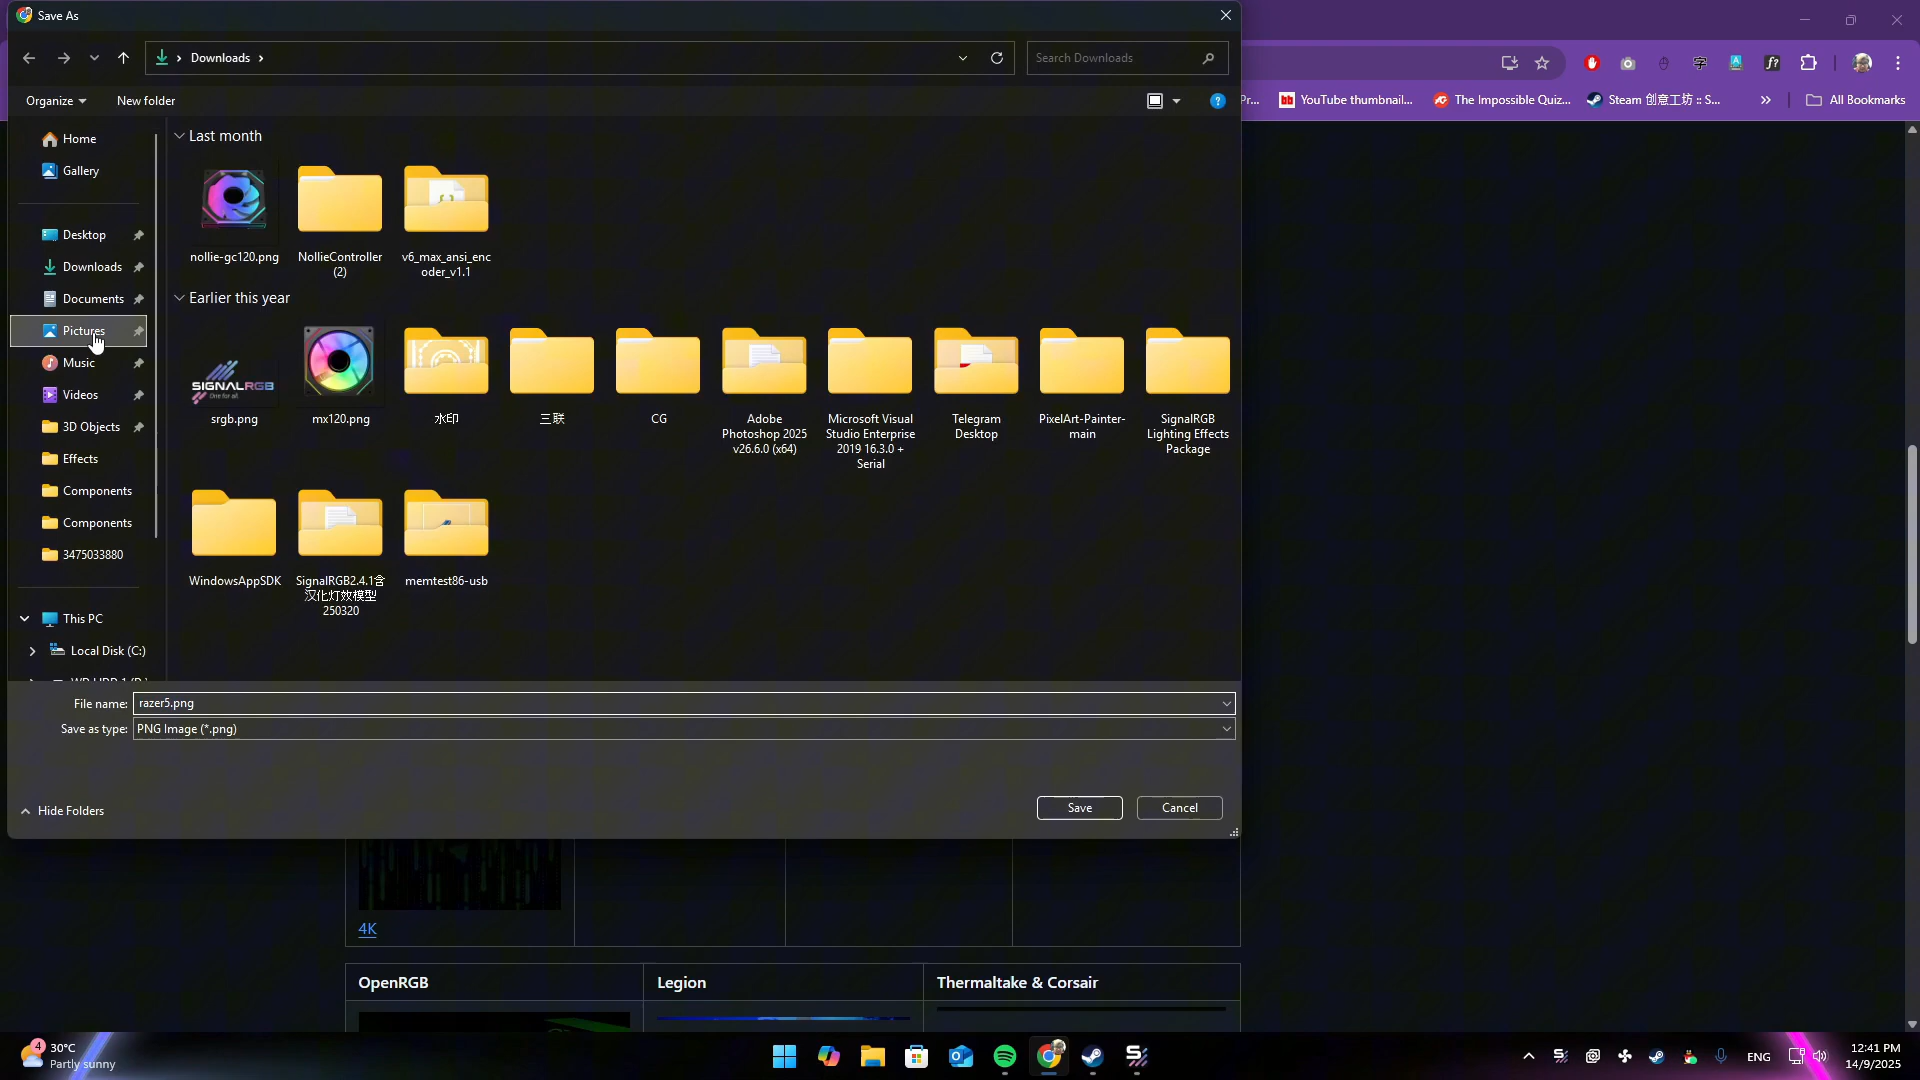 Save As
Downloads
Search Downloads
Organize
New folder
Pr...
YouTube thumbnail...
The Impossible Quiz...
Steam 创意工坊 :: S...
All Bookmarks
Home
Gallery
Desktop
Downloads
Documents
Pictures
Music
Videos
3D Objects
Effects
Components
Components
3475033880
This PC
Local Disk (C:)
Last month
nollie-gc120.png
NollieController
(2)
v6_max_ansi_enc
oder_v1.1
Earlier this year
SIGNALRGB
One for all.
srgb.png
mx120.png
水印
三联
CG
Adobe
Photoshop 2025
v26.6.0 (x64)
Microsoft Visual
Studio Enterprise
2019 16.3.0 +
Serial
Telegram
Desktop
PixelArt-Painter-
main
SignalRGB
Lighting Effects
Package
WindowsAppSDK
SignalRGB2.4.1含
汉化灯效模型
250320
memtest86-usb
File name:
razer5.png
Save as type:
PNG Image (*.png)
Hide Folders
Save
Cancel
4K
OpenRGB
Legion
Thermaltake & Corsair
4
30°C
Partly sunny
ENG
12:41 PM
14/9/2025